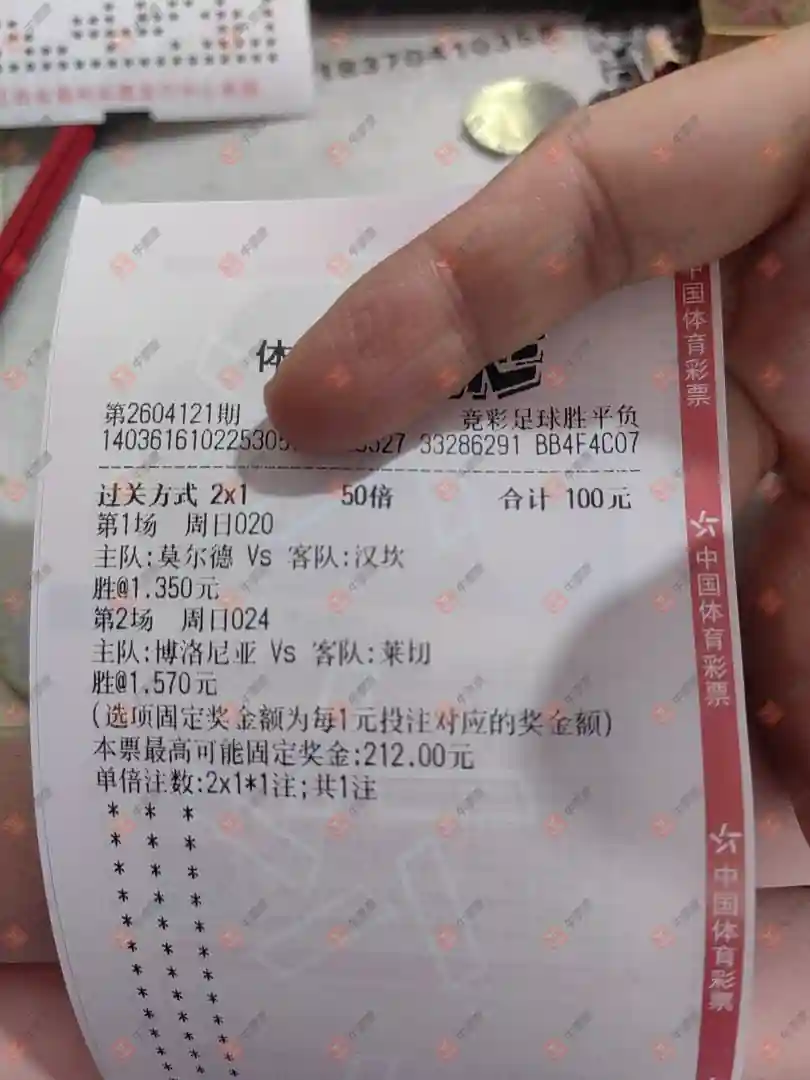 18370410358
体
第2604121期 竞彩足球胜平负
14036161022530 33286291 BB4F4C07
过关方式 2x1 50倍 合计 100元
第1场 周日020
主队:莫尔德 Vs 客队:汉坎
胜@1.350元
第2场 周日024
主队:博洛尼亚 Vs 客队:莱切
胜@1.570元
(选项固定奖金额为每1元投注对应的奖金额)
本票最高可能固定奖金:212.00元
单倍注数:2x1*1注;共1注
* * *
* * *
* * *
* * *
* * *
* * *
* * *
* * *
* * *
* * *
* * *
中国体育彩票
中国体育彩票
中国体育彩票